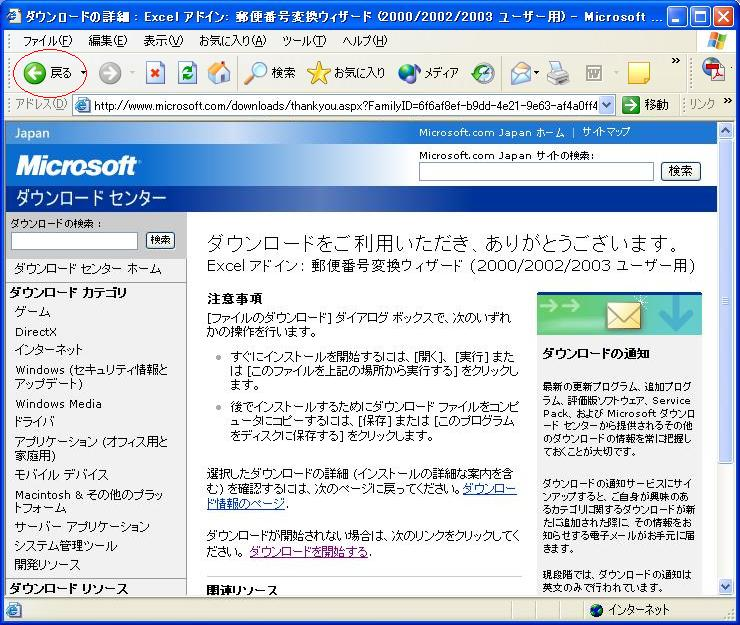 ダウンロードの詳細 : Excel アドイン: 郵便番号変換ウィザード (2000/2002/2003 ユーザー用) - Microsoft ...
ファイル(F) 編集(E) 表示(V) お気に入り(A) ツール(T) ヘルプ(H)
戻る 検索 お気に入り メディア
アドレス(D) http://www.microsoft.com/downloads/thankyou.aspx?FamilyID=6f6af8ef-b9dd-4e21-9e63-af4a0ff4 移動 リンク
Japan
Microsoft.com Japan ホーム | サイトマップ
Microsoft
Microsoft.com Japan サイトの検索:
検索
ダウンロード センター
ダウンロードの検索 :
検索
ダウンロード センター ホーム
ダウンロード カテゴリ
ゲーム
DirectX
インターネット
Windows (セキュリティ情報と
アップデート)
Windows Media
ドライバ
アプリケーション (オフィス用と
家庭用)
モバイル デバイス
Macintosh & その他のプラッ
トフォーム
サーバー アプリケーション
システム管理ツール
開発リソース
ダウンロード リソース
ダウンロードをご利用いただき、ありがとうございます。
Excel アドイン: 郵便番号変換ウィザード (2000/2002/2003 ユーザー用)
注意事項
[ファイルのダウンロード] ダイアログ ボックスで、次のいずれ
かの操作を行います。
すぐにインストールを開始するには、[開く]、[実行] また
は [このファイルを上記の場所から実行する] をクリックし
ます。
後でインストールするためにダウンロード ファイルをコンピュ
ータにコピーするには、[保存] または [このプログラム
をディスクに保存する] をクリックします。
選択したダウンロードの詳細 (インストールの詳細な案内を含
む) を確認するには、次のページに戻ってください。ダウンロー
ド情報のページ.
ダウンロードが開始されない場合は、次のリンクをクリックしてく
ださい。 ダウンロードを開始する.
関連リソース
ダウンロードの通知
最新の更新プログラム、追加プログ
ラム、評価版ソフトウェア、Service
Pack、および Microsoft ダウンロ
ード センターから提供されるその他
のダウンロードの情報を常に把握し
ておくことが大切です。
ダウンロードの通知サービスにサイ
ンアップすると、ご自身が興味のあ
るカテゴリに関するダウンロードが新
たに追加された際に、その情報をお
知らせする電子メールがお手元に届
きます。
現段階では、ダウンロードの通知は
英文のみで行われています。
インターネット